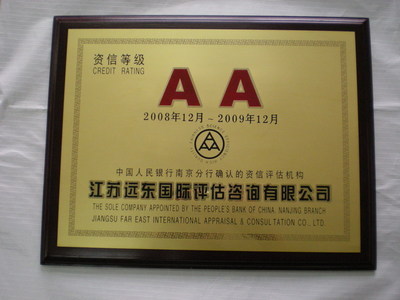 资信等级
CREDIT RATING
A A
2008年12月－2009年12月
中国人民银行南京分行确认的资信评估机构
江苏远东国际评估咨询有限公司
THE SOLE COMPANY APPOINTED BY THE PEOPLE'S BANK OF CHINA, NANJING BRANCH
JIANGSU FAR EAST INTERNATIONAL APPRAISAL & CONSULTATION CO., LTD.